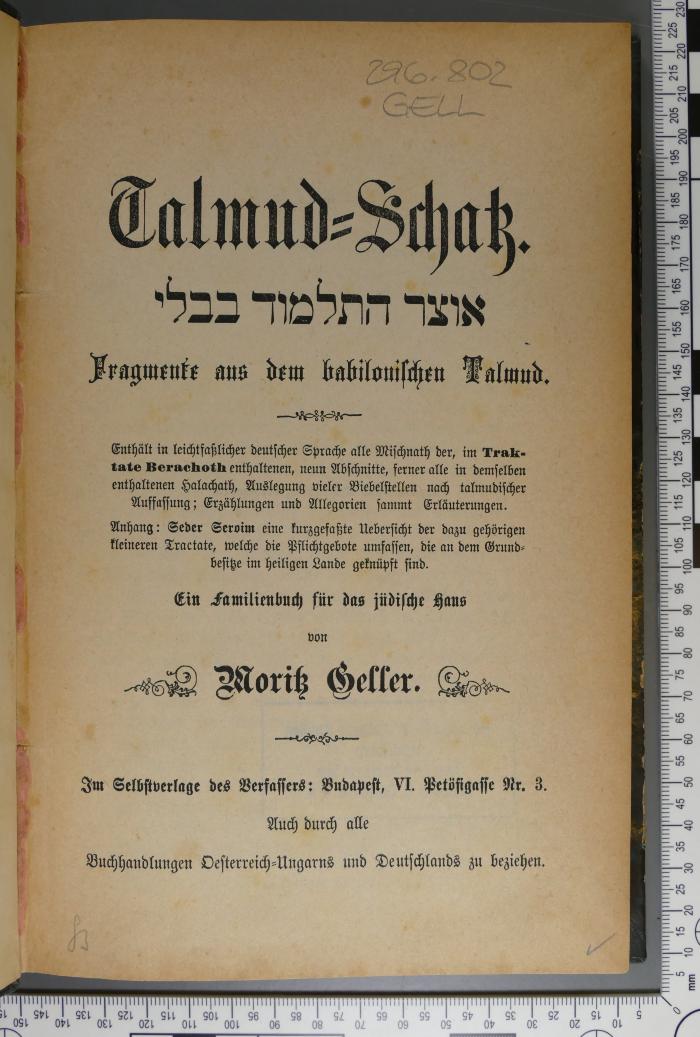 296.802
GELL
Talmud=Schatz.
אוצר התלמוד בבלי
Fragmente aus dem babilonischen Talmud.
Enthält in leichtfaßlicher deutscher Sprache alle Mischnath der, im Trak-
tate Berachoth enthaltenen, neun Abschnitte, ferner alle in demselben
enthaltenen Halachath, Auslegung vieler Biebelstellen nach talmudischer
Auffassung; Erzählungen und Allegorien sammt Erläuterungen.
Anhang: Seder Seroim eine kurzgefaßte Uebersicht der dazu gehörigen
kleineren Tractate, welche die Pflichtgebote umfassen, die an dem Grund-
besitze im heiligen Lande geknüpft sind.
Ein Familienbuch für das jüdische Haus
von
Moritz Geller.
Im Selbstverlage des Verfassers: Budapest, VI. Petöfigasse Nr. 3.
Auch durch alle
Buchhandlungen Oesterreich-Ungarns und Deutschlands zu beziehen.